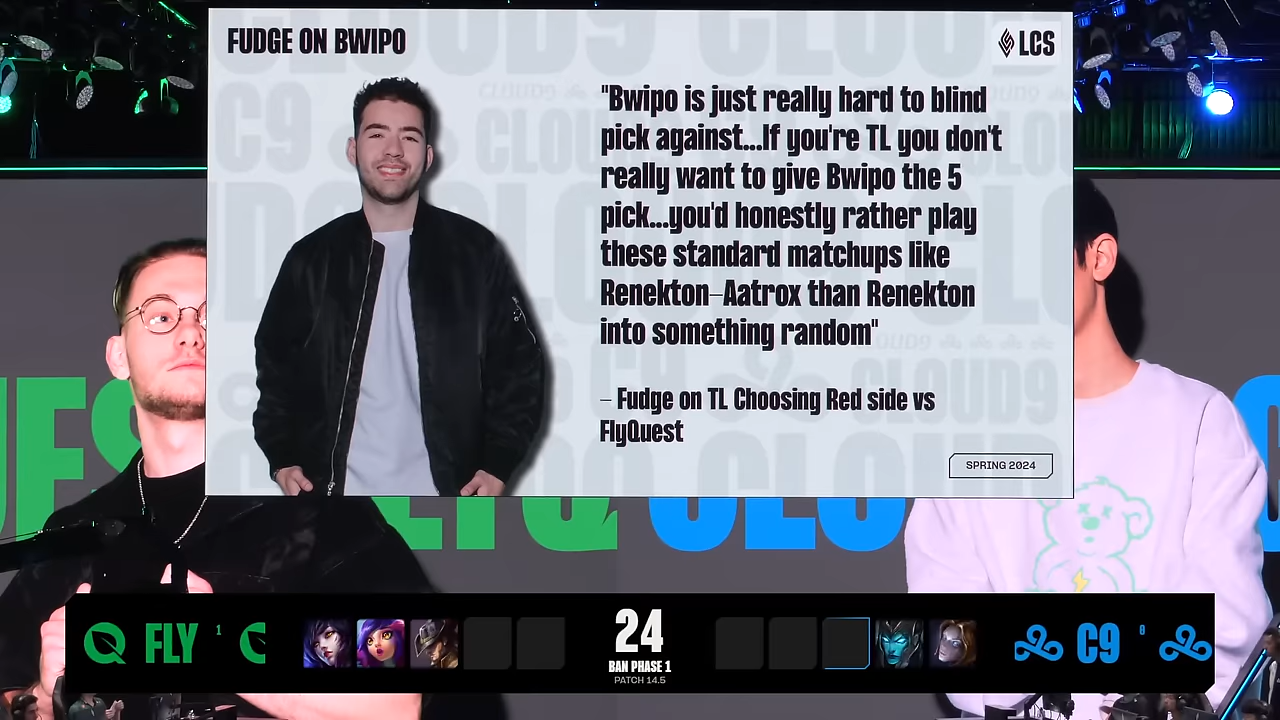 FUDGE ON BWIPO
LCS
"Bwipo is just really hard to blind
pick against...If you're TL you don't
really want to give Bwipo the 5
pick...you'd honestly rather play
these standard matchups like
Renekton-Aatrox than Renekton
into something random"
- Fudge on TL Choosing Red side vs
FlyQuest
SPRING 2024
FLY 1
24
BAN PHASE 1
PATCH 14.5
C9 0